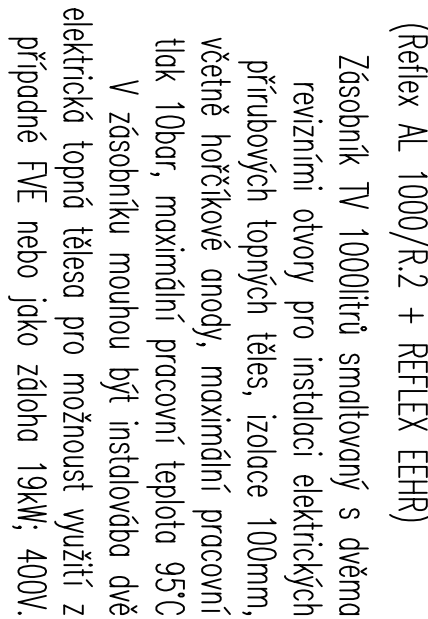 (Reflex AL 1000/R.2 + REFLEX EEHR)
Zásobník TV 1000litrů smaltovaný s dvěma
revizními otvory pro instalaci elektrických
přírubových topných těles, izolace 100mm,
včetně hořčíkové anody, maximální pracovní
tlak 10bar, maximální pracovní teplota 95°C
V zásobníku mouhou být instalovába dvě
elektrická topná tělesa pro možnoust využití z
případné FVE nebo jako záloha 19kW; 400V.